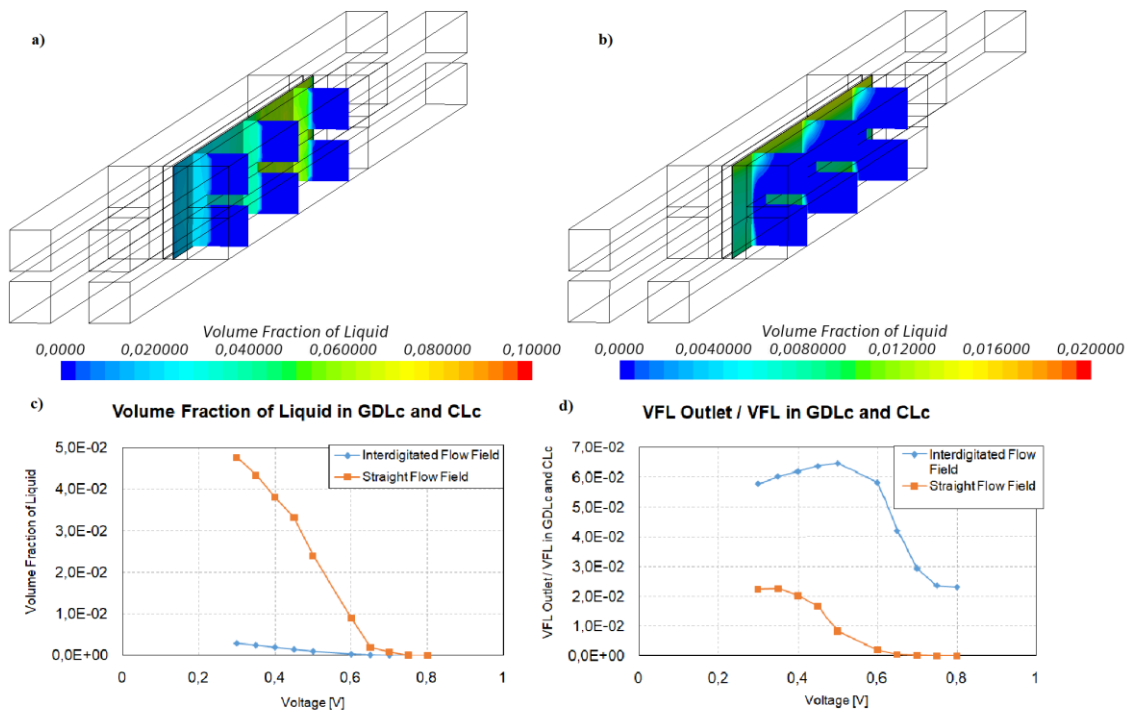 a)
b)
Volume Fraction of Liquid
0,0000 0,020000 0,040000 0,060000 0,080000 0,10000
Volume Fraction of Liquid
0,0000 0,0040000 0,0080000 0,012000 0,016000 0,020000
c)
Volume Fraction of Liquid in GDLc and CLc
5,0E-02
4,0E-02
3,0E-02
2,0E-02
1,0E-02
0,0E+00
Volume Fraction of Liquid
Interdigitated Flow Field
Straight Flow Field
0 0,2 0,4 0,6 0,8 1
Voltage [V]
d)
VFL Outlet / VFL in GDLc and CLc
7,0E-02
6,0E-02
5,0E-02
4,0E-02
3,0E-02
2,0E-02
1,0E-02
0,0E+00
VFL Outlet / VFL in GDLc and CLc
Interdigitated Flow
Field
Straight Flow Field
0 0,2 0,4 0,6 0,8 1
Voltage [V]